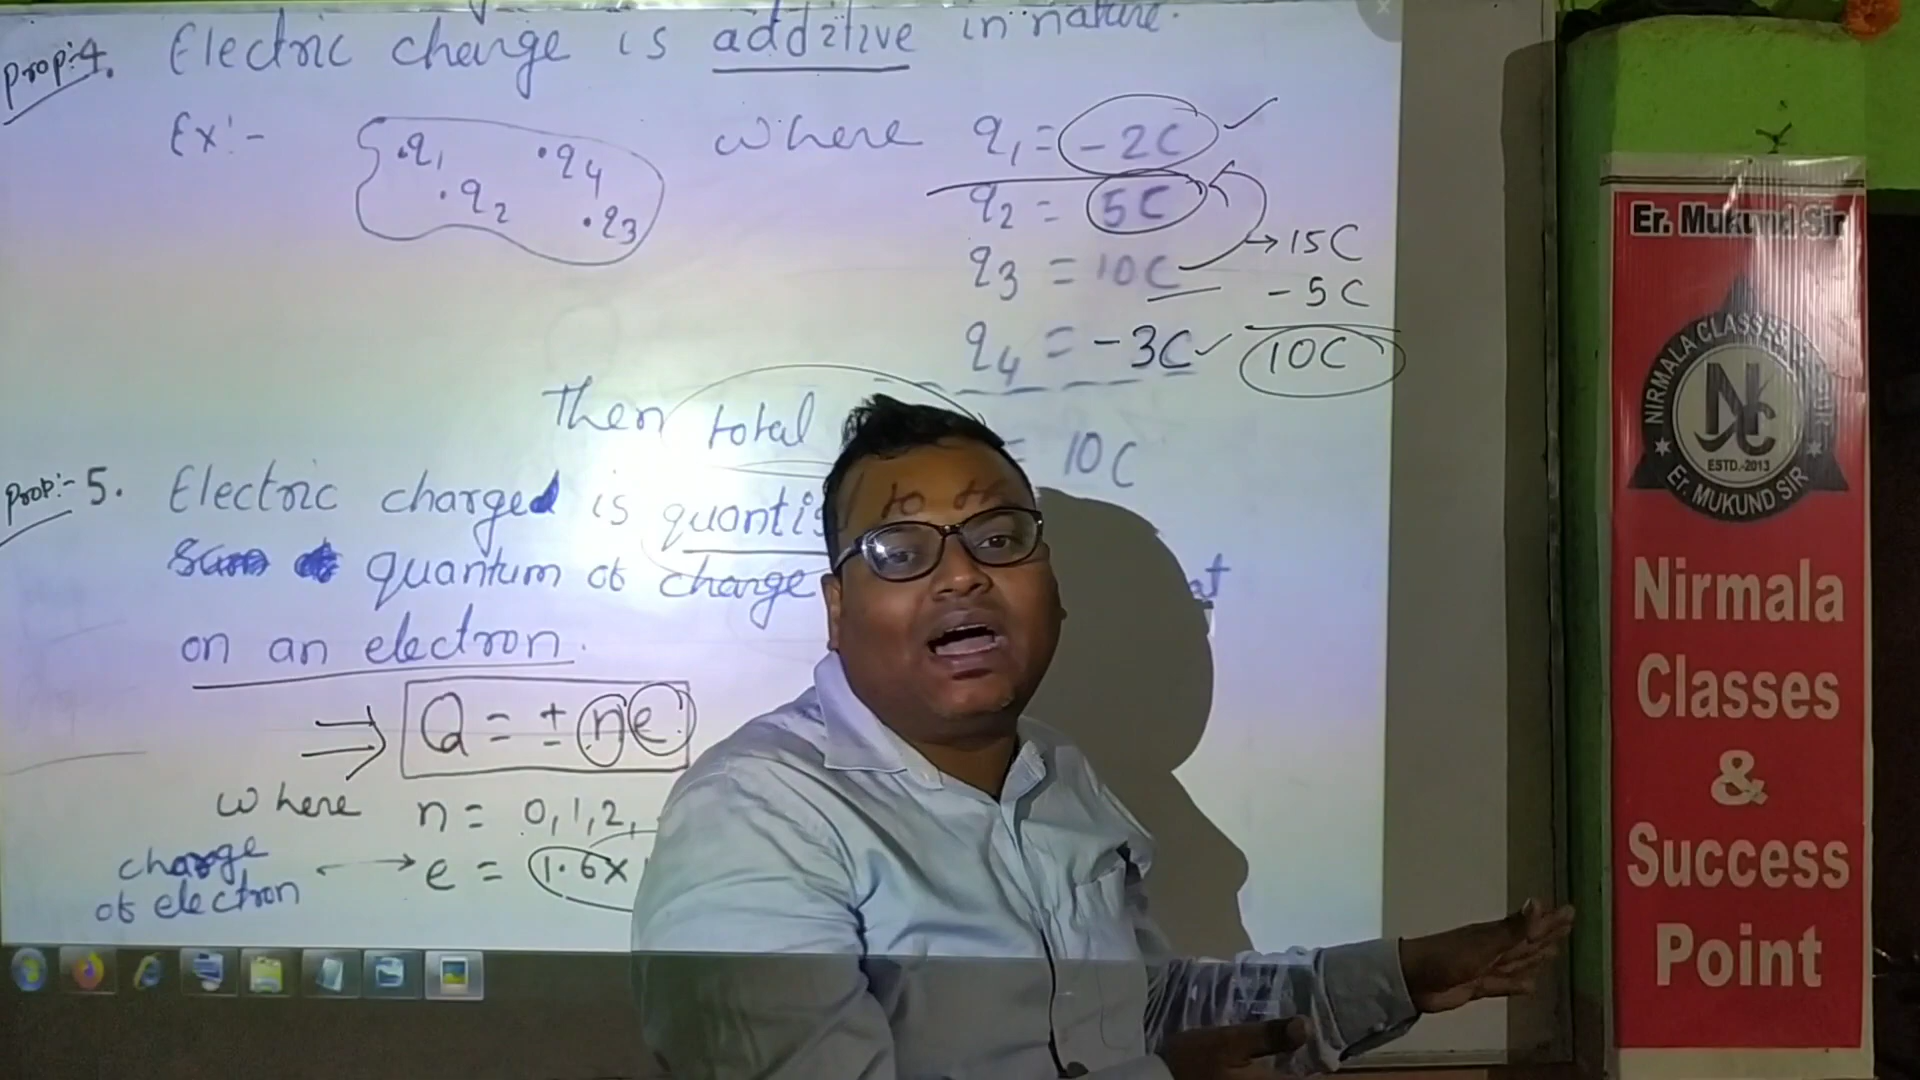 Prop:-4. Electric charge is additive in nature.
Ex:- .q1 .q4 .q2 .q3 where q1 = -2C
q2 = 5C
→15C
q3 = 10C
-5C
q4 = -3C
10C
Then total = 10C
Prop:- 5. Electric charged is quantis
quantum of charge
on an electron.
⇒ Q = ± ne
where n = 0, 1, 2,
charge of electron → e = 1.6×
Er. Mukund Sir
NIRMALA CLASSES
NC
ESTD.-2013
Er. MUKUND SIR
Nirmala
Classes
&
Success
Point